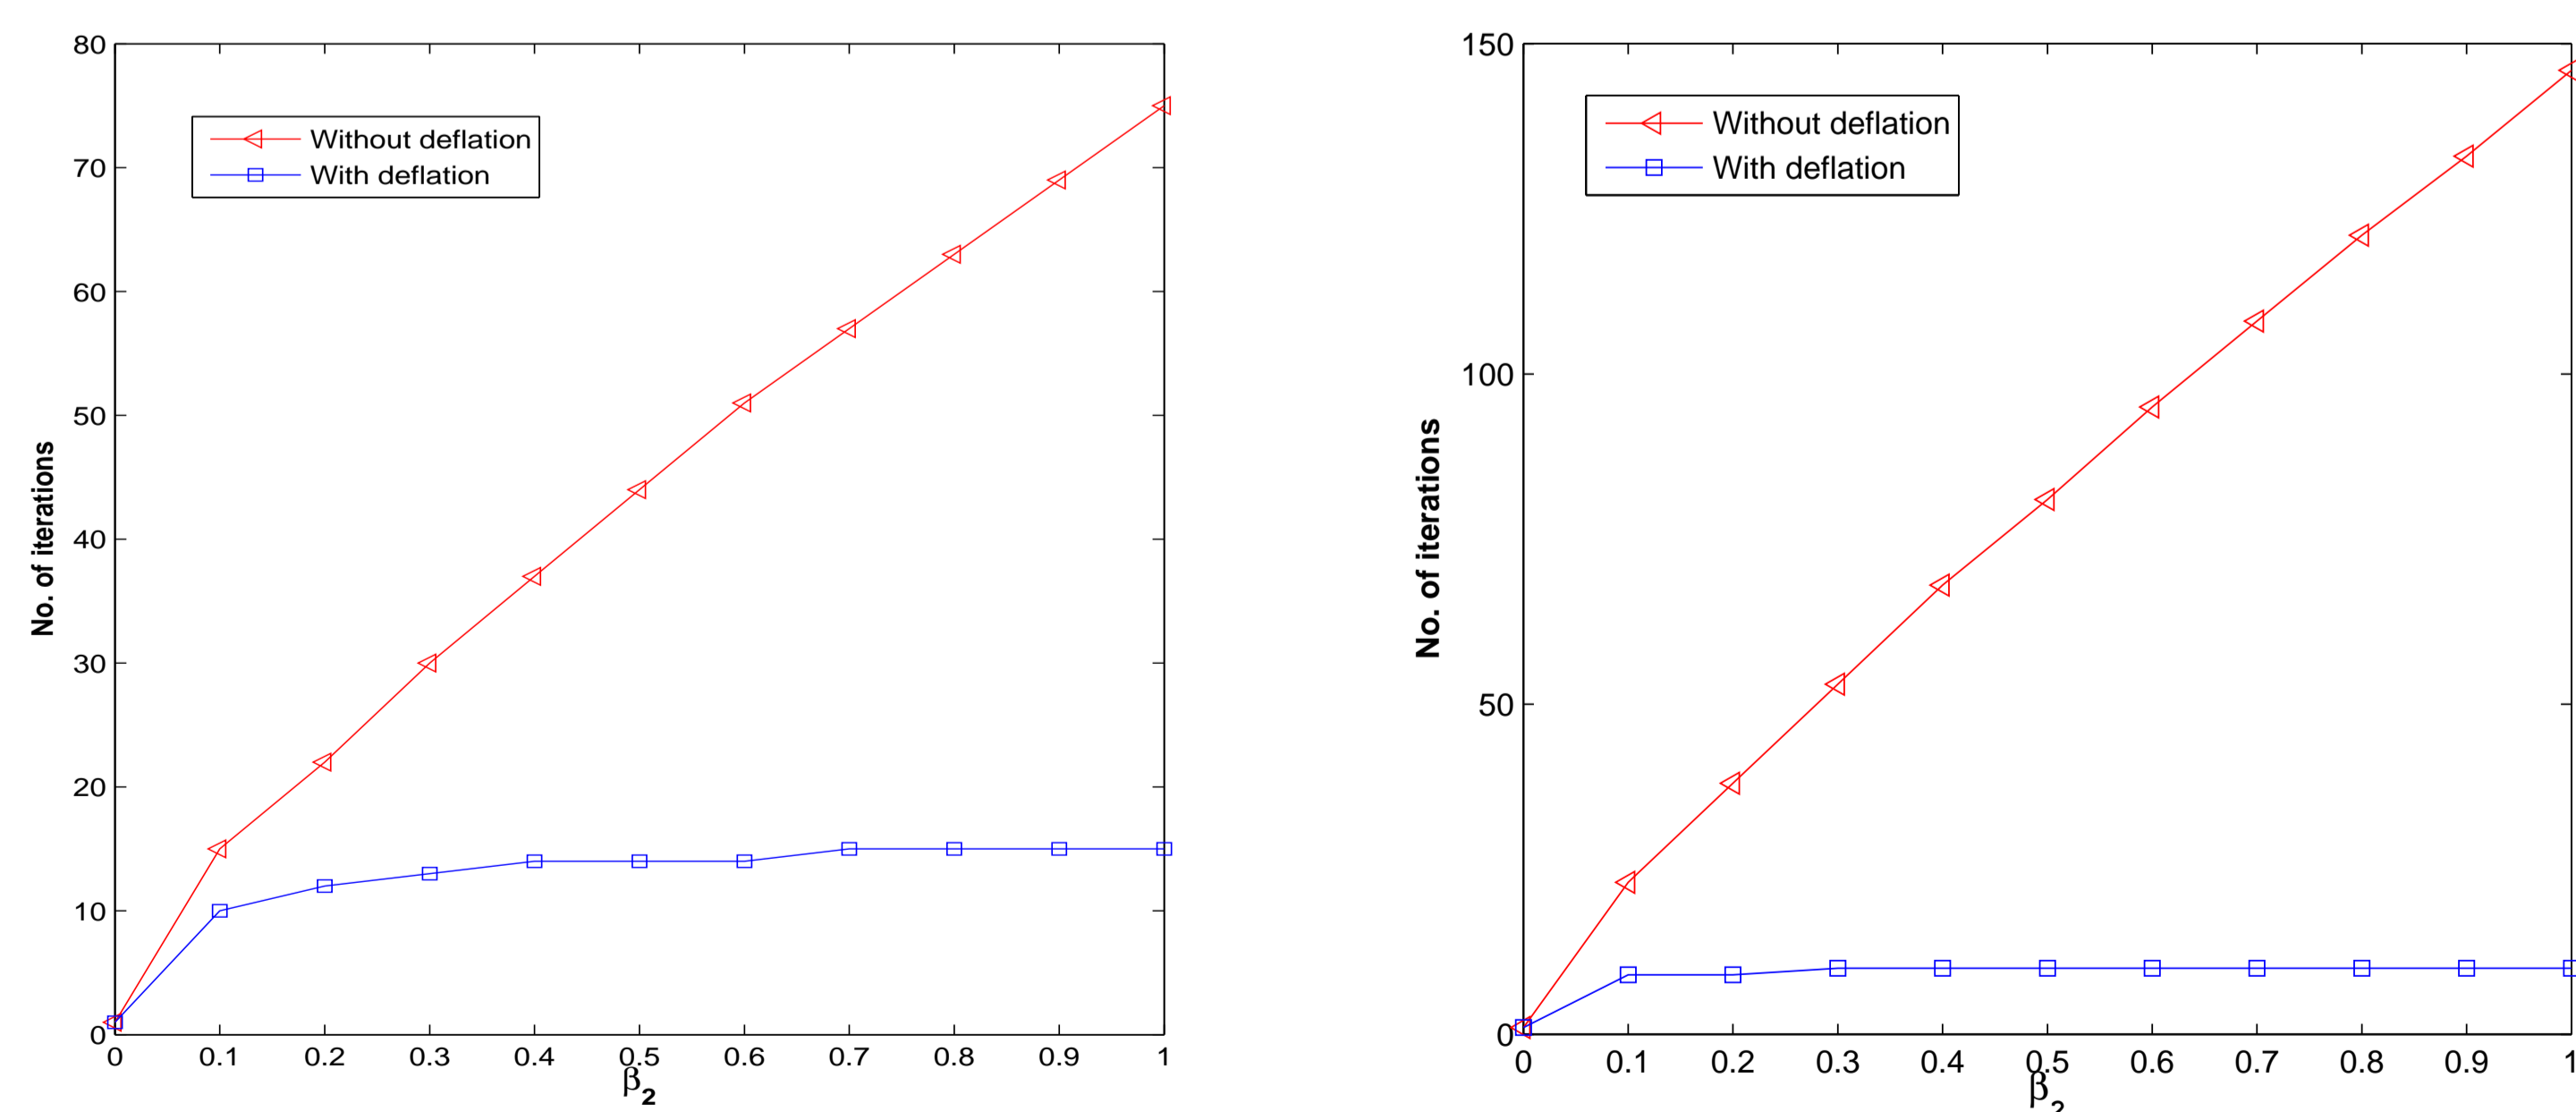 80
70
60
50
40
30
20
10
0
No. of iterations
Without deflation
With deflation
0 0.1 0.2 0.3 0.4 0.5 0.6 0.7 0.8 0.9 1
β2
150
100
50
0
No. of iterations
Without deflation
With deflation
0 0.1 0.2 0.3 0.4 0.5 0.6 0.7 0.8 0.9 1
β2